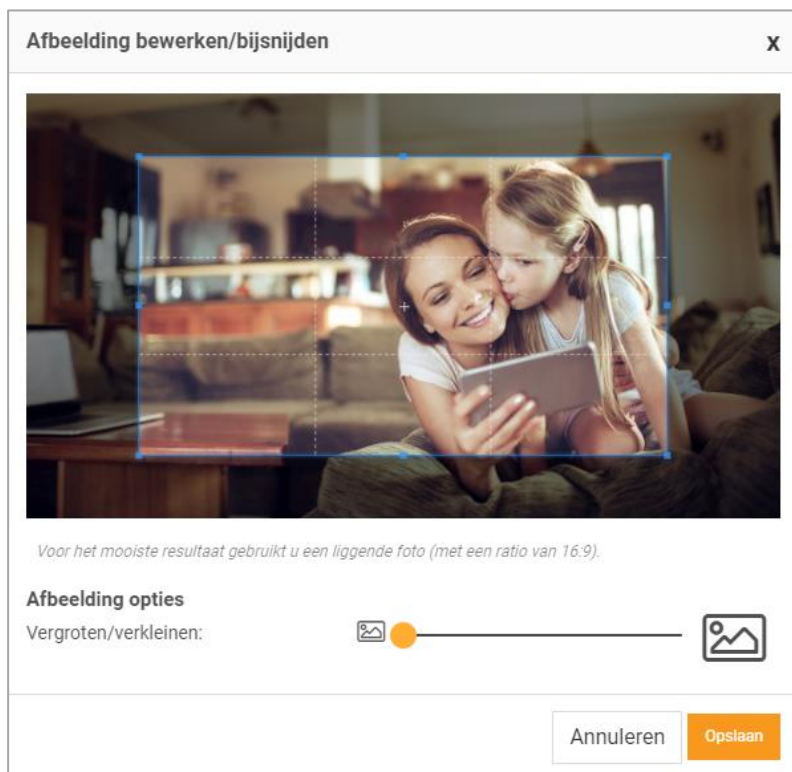 Afbeelding bewerken/bijsnijden
x
Voor het mooiste resultaat gebruikt u een liggende foto (met een ratio van 16:9).
Afbeelding opties
Vergroten/verkleinen:
Annuleren
Opslaan